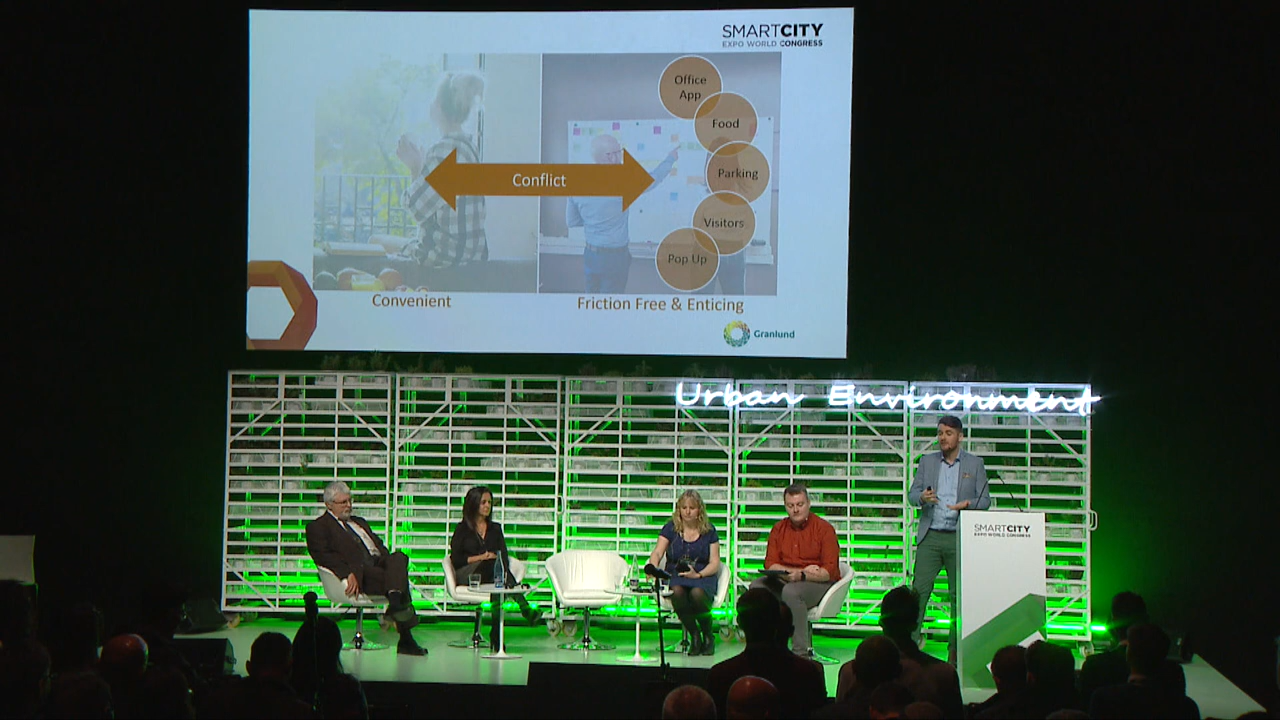 SMARTCITY
EXPO WORLD CONGRESS
Office
App
Food
Parking
Visitors
Pop Up
Conflict
Convenient
Friction Free & Enticing
Granlund
Urban Environment
SMARTCITY
EXPO WORLD CONGRESS